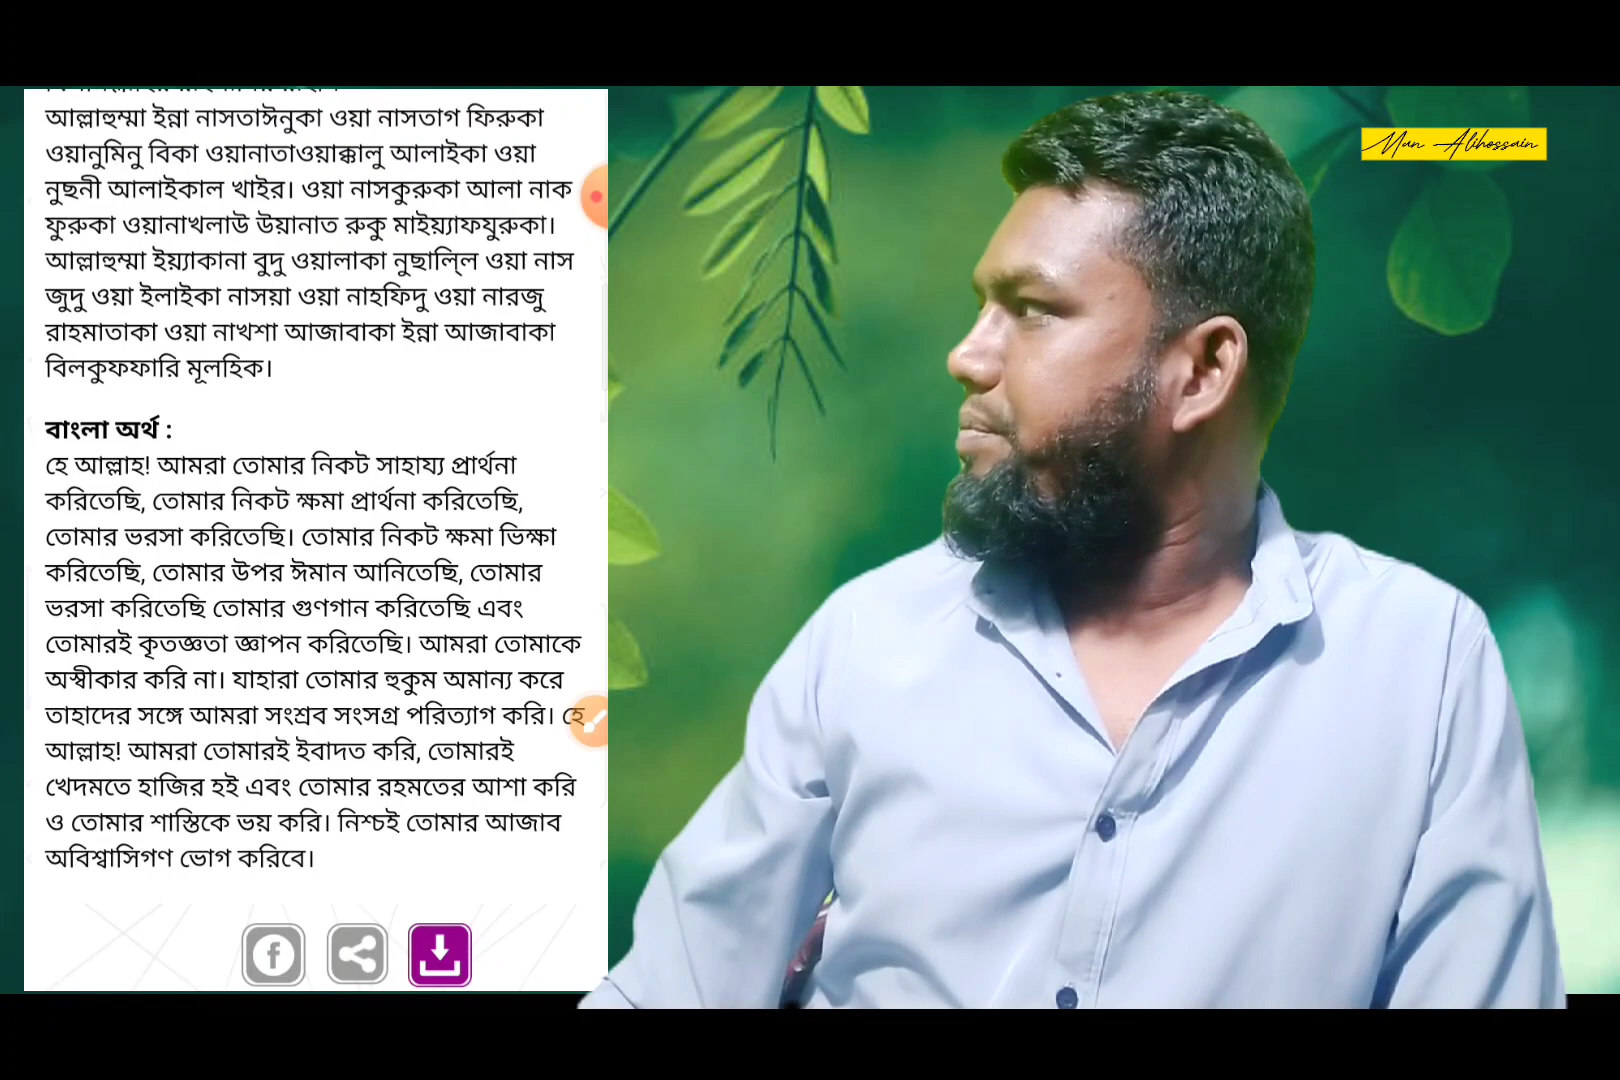 আল্লাহুম্মা ইন্না নাসতাঈনুকা ওয়া নাসতাগ ফিরুকা
ওয়ানুমিনু বিকা ওয়ানাতাওয়াক্কালু আলাইকা ওয়া
নুছনী আলাইকাল খাইর। ওয়া নাসকুরুকা আলা নাক
ফুরুকা ওয়ানাখলাউ উয়ানাত রুকু মাইয়্যাফযুরুকা।
আল্লাহুম্মা ইয়্যাকানা বুদু ওয়ালাকা নুছাল্লি ওয়া নাস
জুদু ওয়া ইলাইকা নাসয়া ওয়া নাহফিদু ওয়া নারজু
রাহমাতাকা ওয়া নাখশা আজাবাকা ইন্না আজাবাকা
বিলকুফফারি মূলহিক।
বাংলা অর্থ :
হে আল্লাহ! আমরা তোমার নিকট সাহায্য প্রার্থনা
করিতেছি, তোমার নিকট ক্ষমা প্রার্থনা করিতেছি,
তোমার ভরসা করিতেছি। তোমার নিকট ক্ষমা ভিক্ষা
করিতেছি, তোমার উপর ঈমান আনিতেছি, তোমার
ভরসা করিতেছি তোমার গুণগান করিতেছি এবং
তোমারই কৃতজ্ঞতা জ্ঞাপন করিতেছি। আমরা তোমাকে
অস্বীকার করি না। যাহারা তোমার হুকুম অমান্য করে
তাহাদের সঙ্গে আমরা সংশ্রব সংসগ্র পরিত্যাগ করি। হে
আল্লাহ! আমরা তোমারই ইবাদত করি, তোমারই
খেদমতে হাজির হই এবং তোমার রহমতের আশা করি
ও তোমার শাস্তিকে ভয় করি। নিশ্চই তোমার আজাব
অবিশ্বাসিগণ ভোগ করিবে।
Mun Alihossain